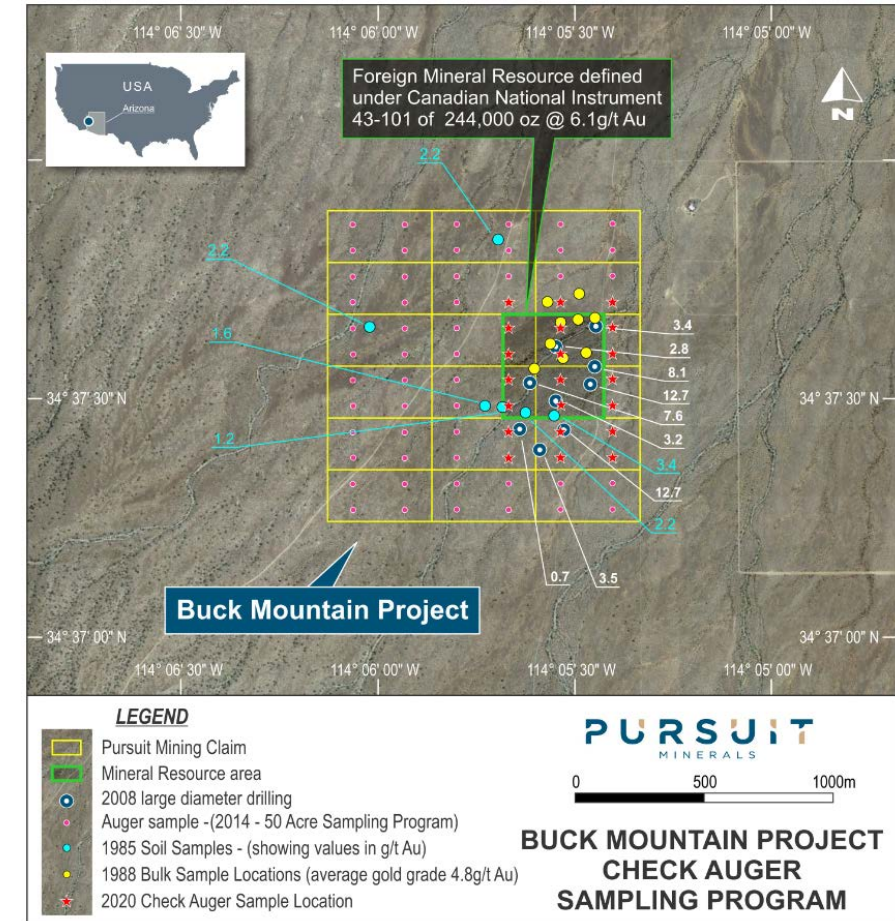 114° 06' 30" W
114° 06' 00" W
114° 05' 30" W
114° 05' 00" W
USA
Arizona
Foreign Mineral Resource defined
under Canadian National Instrument
43-101 of 244,000 oz @ 6.1g/t Au
N
2.2
2.2
1.6
1.2
3.4
2.8
8.1
12.7
7.6
3.2
3.4
12.7
2.2
0.7
3.5
34° 37'30" N
34° 37'30" N
Buck Mountain Project
34° 37'00" N
34° 37'00" N
114° 06' 30" W
114° 06' 00" W
114° 05' 30" W
114° 05' 00" W
LEGEND
Pursuit Mining Claim
Mineral Resource area
2008 large diameter drilling
Auger sample -(2014 - 50 Acre Sampling Program)
1985 Soil Samples - (showing values in g/t Au)
1988 Bulk Sample Locations (average gold grade 4.8g/t Au)
2020 Check Auger Sample Location
PURSUIT
MINERALS
0 500 1000m
BUCK MOUNTAIN PROJECT
CHECK AUGER
SAMPLING PROGRAM